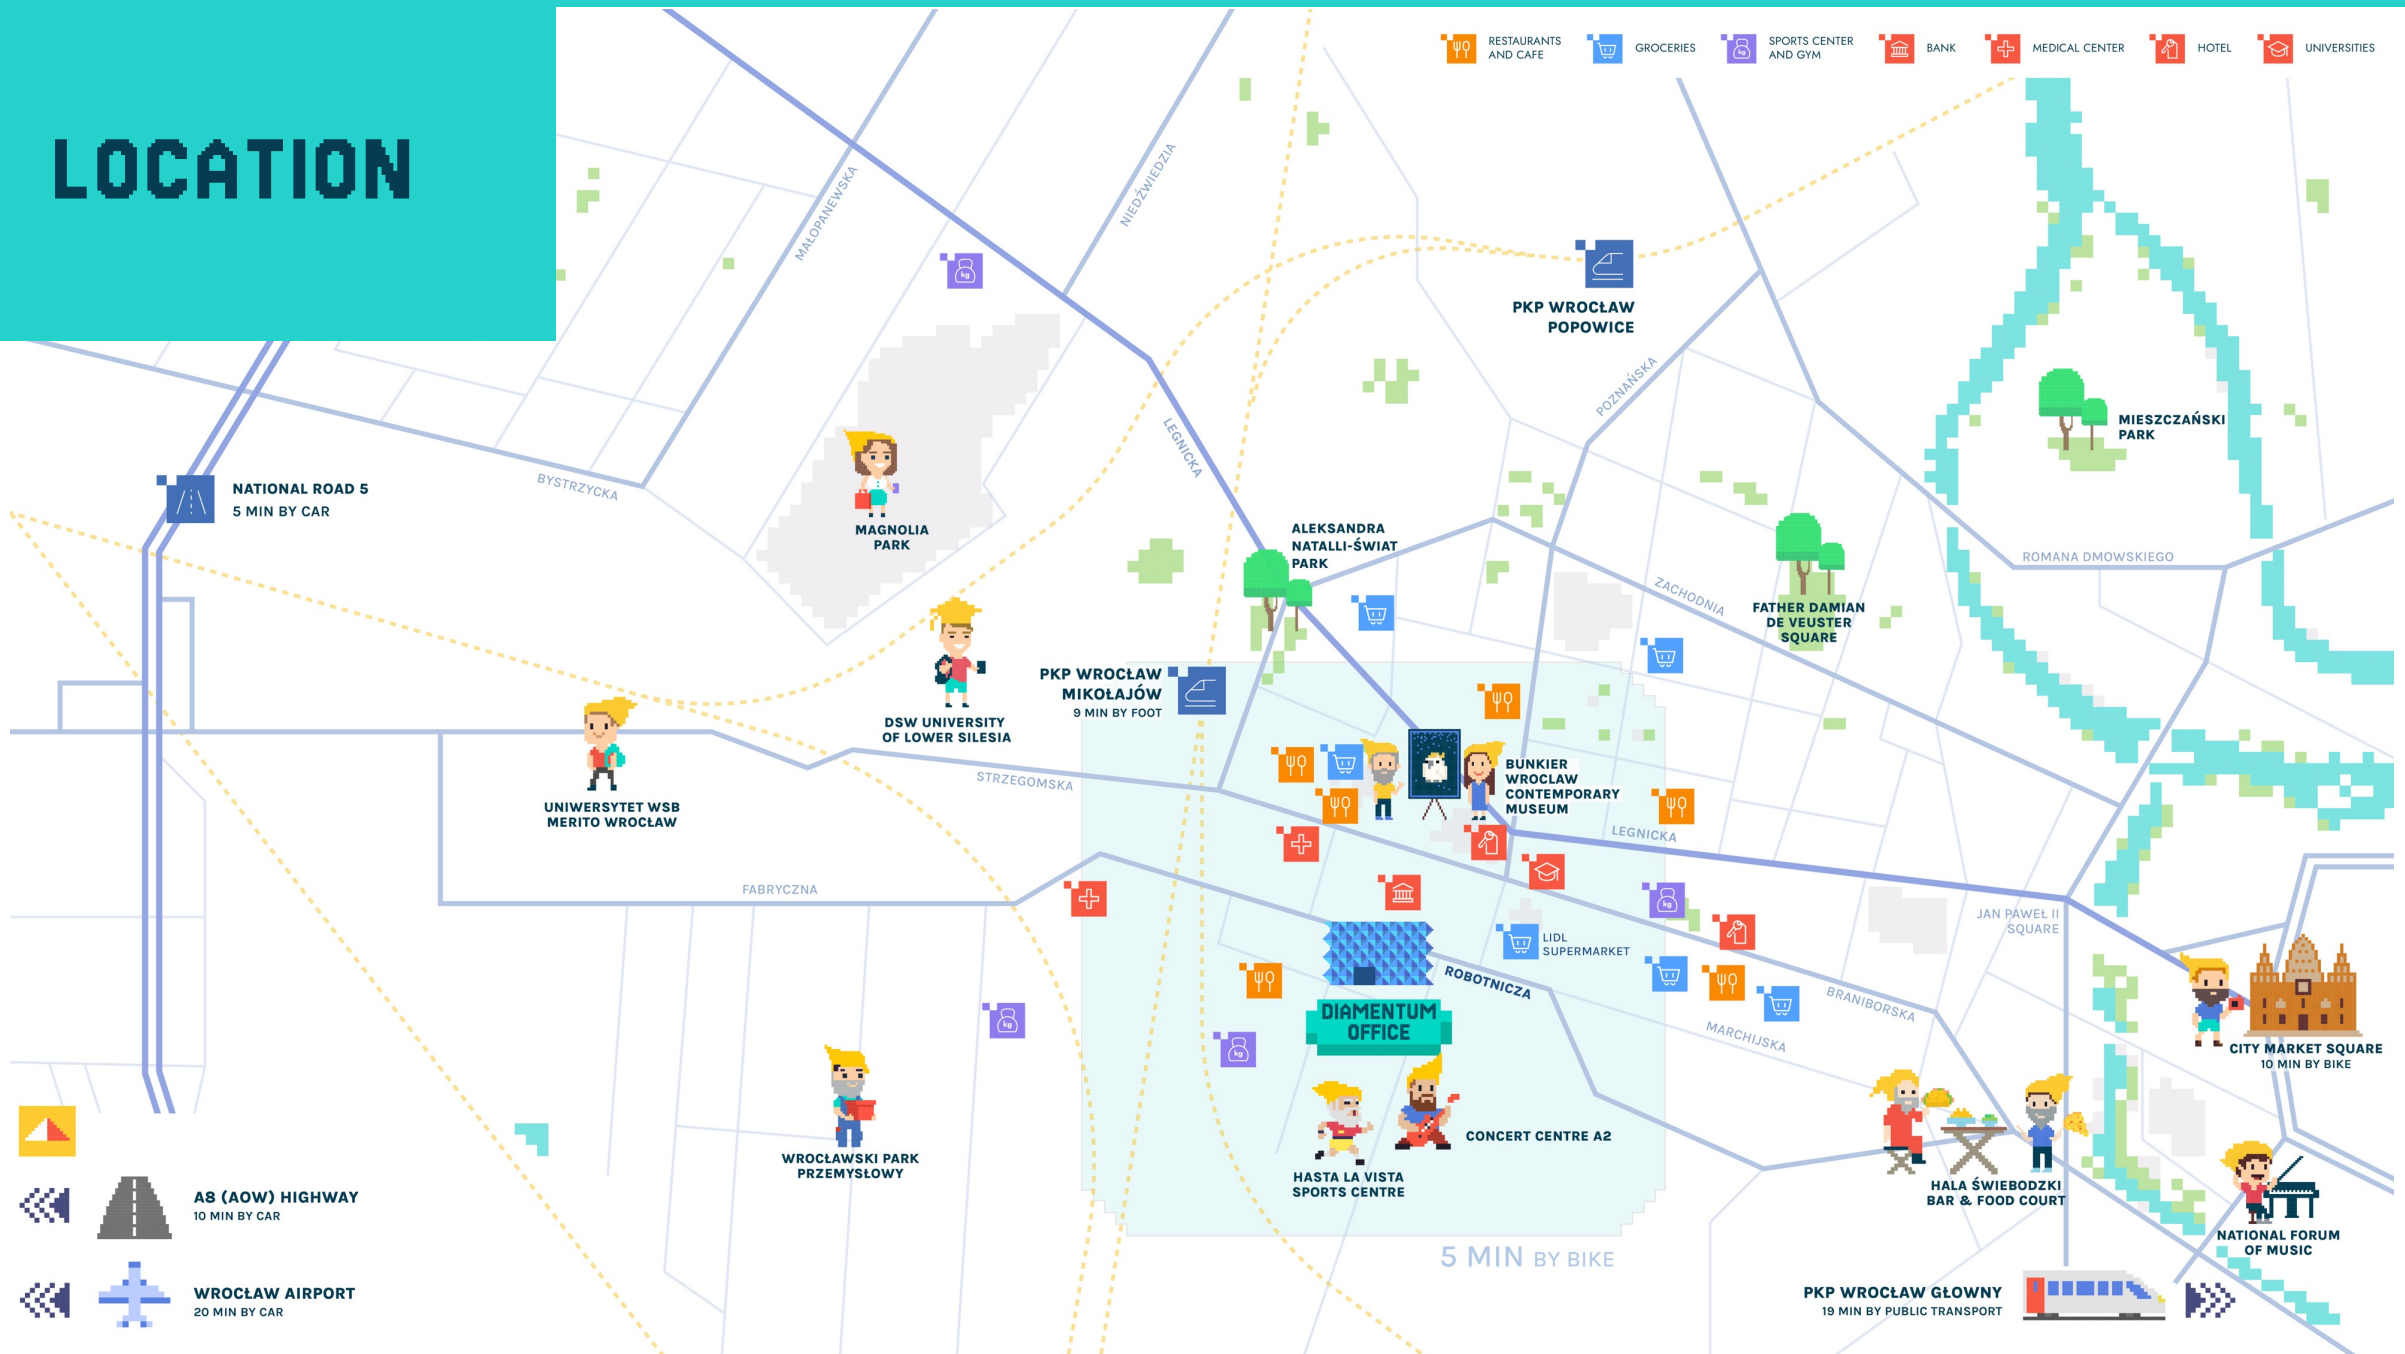 LOCATION
RESTAURANTS
AND CAFE
GROCERIES
SPORTS CENTER
AND GYM
BANK
MEDICAL CENTER
HOTEL
UNIVERSITIES
MAŁOPANEWSKA
NIEDŹWIEDZIA
kg
PKP WROCŁAW
POPOWICE
POZNAŃSKA
MIESZCZAŃSKI
PARK
LEGNICKA
BYSTRZYCKA
NATIONAL ROAD 5
5 MIN BY CAR
MAGNOLIA
PARK
ALEKSANDRA
NATALLI-ŚWIAT
PARK
ROMANA DMOWSKIEGO
ZACHODNIA
FATHER DAMIAN
DE VEUSTER
SQUARE
PKP WROCŁAW
MIKOŁAJÓW
9 MIN BY FOOT
DSW UNIVERSITY
OF LOWER SILESIA
STRZEGOMSKA
UNIWERSYTET WSB
MERITO WROCŁAW
BUNKIER
WROCLAW
CONTEMPORARY
MUSEUM
LEGNICKA
FABRYCZNA
kg
JAN PAWEŁ II
SQUARE
LIDL
SUPERMARKET
ROBOTNICZA
BRANIBORSKA
MARCHIJSKA
DIAMENTUM
OFFICE
kg
kg
CITY MARKET SQUARE
10 MIN BY BIKE
WROCŁAWSKI PARK
PRZEMYSŁOWY
CONCERT CENTRE A2
HASTA LA VISTA
SPORTS CENTRE
HALA ŚWIEBODZKI
BAR & FOOD COURT
NATIONAL FORUM
OF MUSIC
5 MIN BY BIKE
A8 (AOW) HIGHWAY
10 MIN BY CAR
WROCŁAW AIRPORT
20 MIN BY CAR
PKP WROCŁAW GŁOWNY
19 MIN BY PUBLIC TRANSPORT